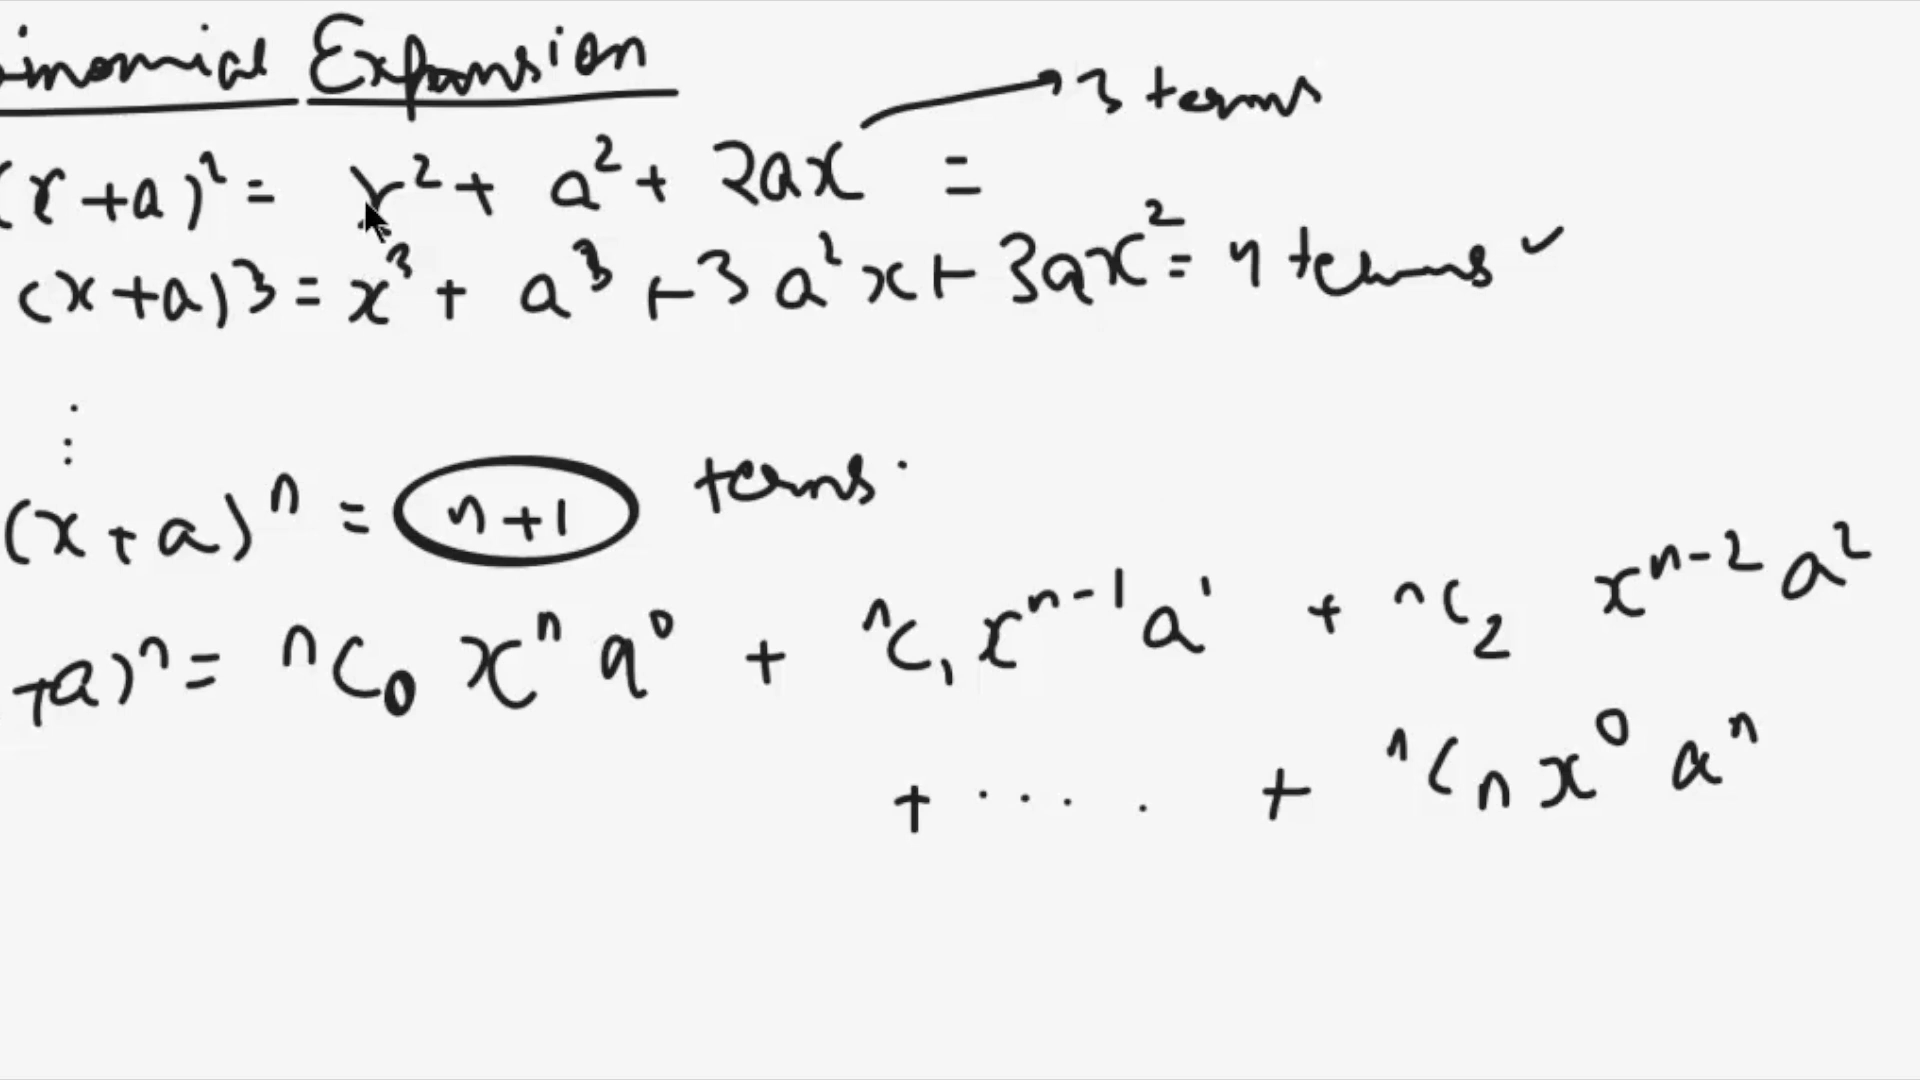 inomial Expansion
(x+a)² = x² + a² + 2ax = → 3 terms
(x+a)3 = x³ + a³ + 3a²x + 3ax² = 4 terms ✓
⋮
(x+a)ⁿ = n+1 terms.
+a)ⁿ = ⁿC₀ xⁿ a⁰ + ⁿC₁ xⁿ⁻¹ a¹ + ⁿC₂ xⁿ⁻² a²
+ ..... + ⁿCₙ x⁰ aⁿ